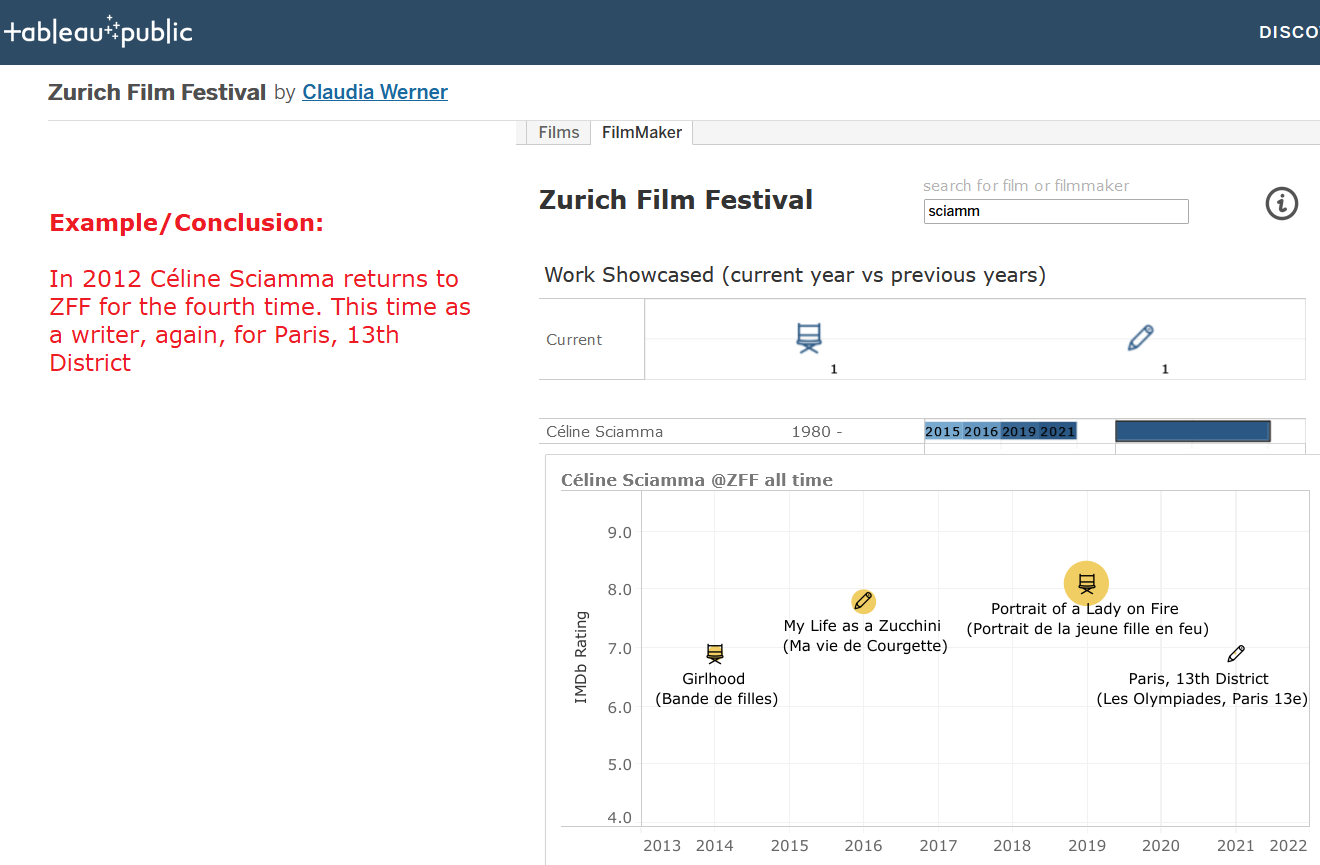 +ableau public
DISCO
Zurich Film Festival by Claudia Werner
Films FilmMaker
Example/Conclusion:
In 2012 Céline Sciamma returns to
ZFF for the fourth time. This time as
a writer, again, for Paris, 13th
District
Zurich Film Festival
search for film or filmmaker
sciamm
Work Showcased (current year vs previous years)
Current
1
1
Céline Sciamma 1980 - 2015 2016 2019 2021
Céline Sciamma @ZFF all time
IMDb Rating
9.0
8.0
7.0
6.0
5.0
4.0
Girlhood
(Bande de filles)
My Life as a Zucchini
(Ma vie de Courgette)
Portrait of a Lady on Fire
(Portrait de la jeune fille en feu)
Paris, 13th District
(Les Olympiades, Paris 13e)
2013 2014 2015 2016 2017 2018 2019 2020 2021 2022